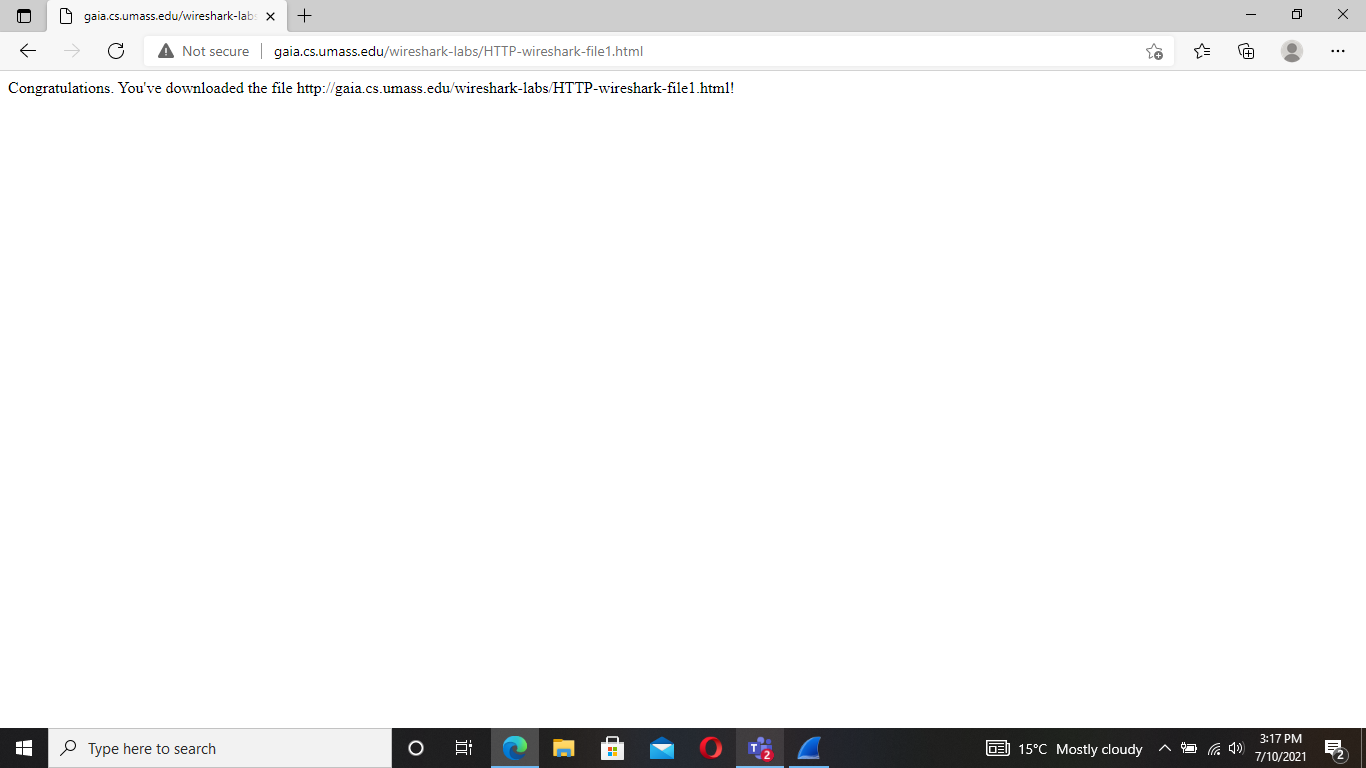 gaia.cs.umass.edu/wireshark-lab
Not secure
gaia.cs.umass.edu/wireshark-labs/HTTP-wireshark-file1.html
Congratulations. You've downloaded the file http://gaia.cs.umass.edu/wireshark-labs/HTTP-wireshark-file1.html!
Type here to search
T
2
15°C Mostly cloudy
3:17 PM
7/10/2021
2